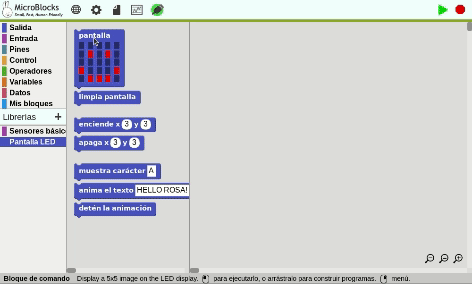 MicroBlocks
Small, Fast, Human Friendly
Salida
Entrada
Pines
Control
Operadores
Variables
Datos
Mis bloques
Librerías +
Sensores básic
Pantalla LED
pantalla
limpia pantalla
enciende x 3 y 3
apaga x 3 y 3
muestra carácter A
anima el texto HELLO ROSA!
detén la animación
Bloque de comando Display a 5x5 image on the LED display. para ejecutarlo, o arrástralo para construir programas. menú.